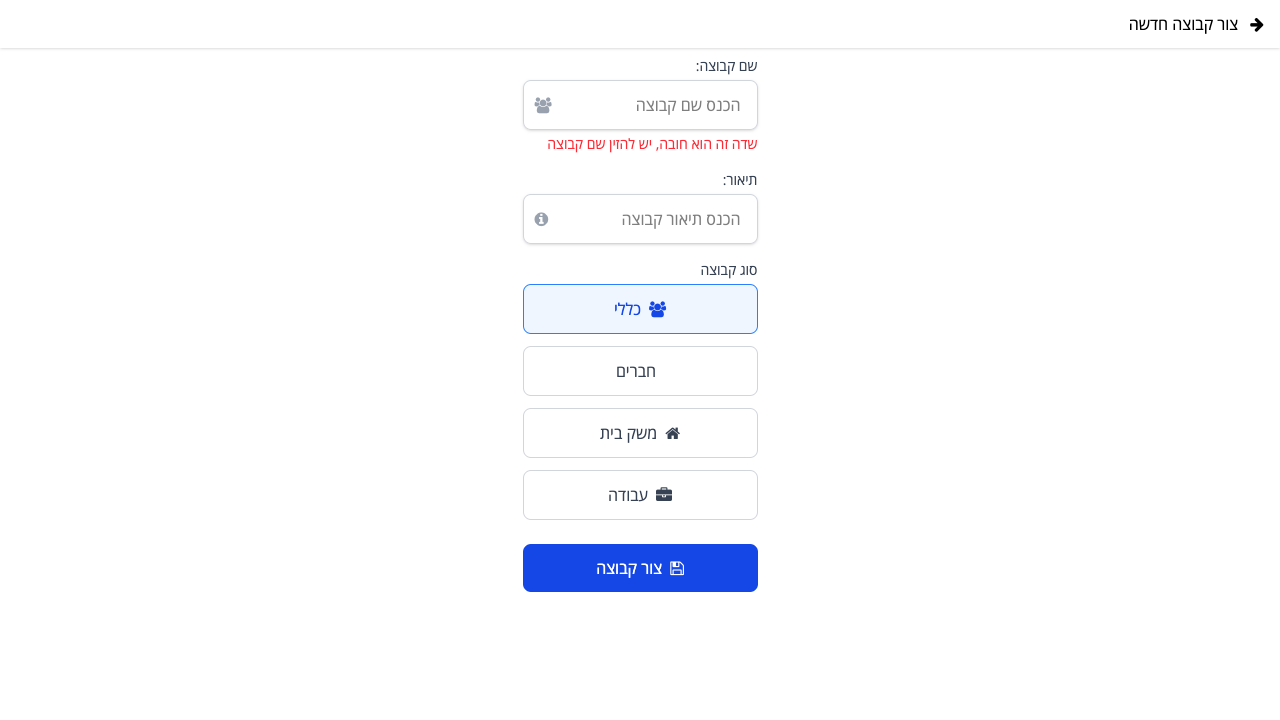 צור קבוצה חדשה
שם קבוצה:
הכנס שם קבוצה
שדה זה הוא חובה, יש להזין שם קבוצה
תיאור:
הכנס תיאור קבוצה
סוג קבוצה
כללי
חברים
משק בית
עבודה
צור קבוצה